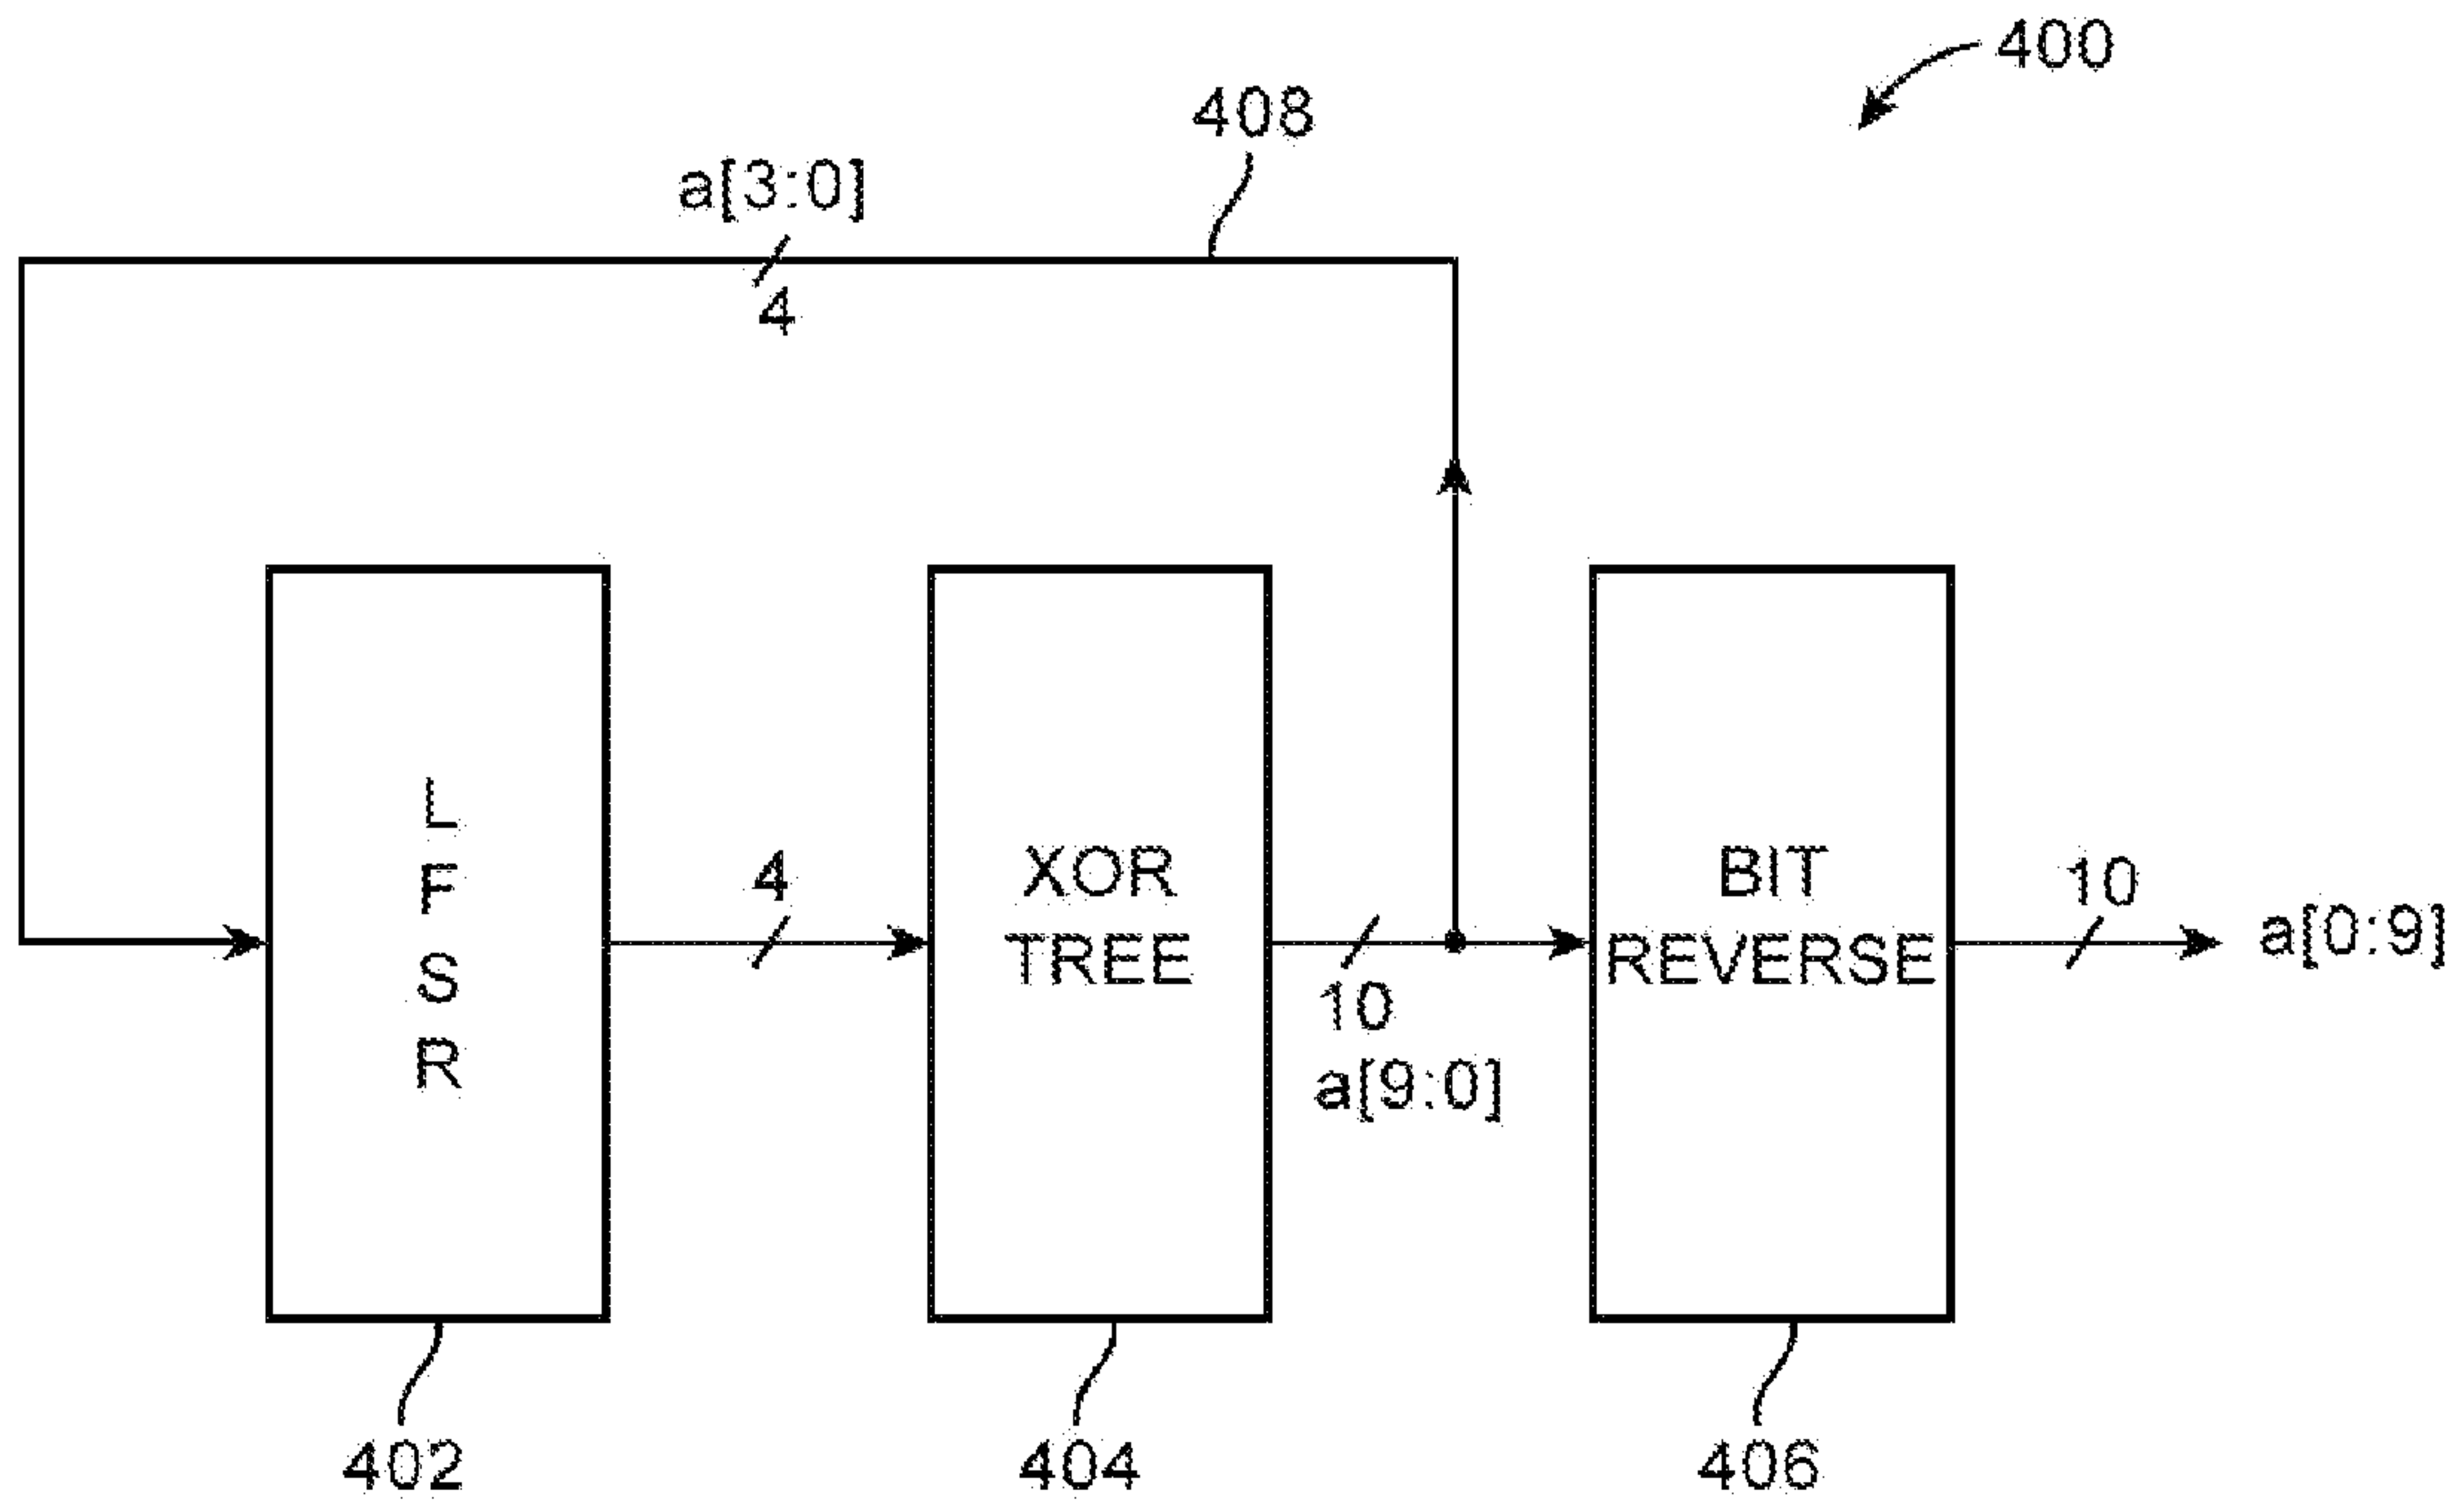 400
408
a[3:0]
4
L
F
S
R
4
XOR
TREE
10
a[9:0]
BIT
REVERSE
10
a[0:9]
402
404
406